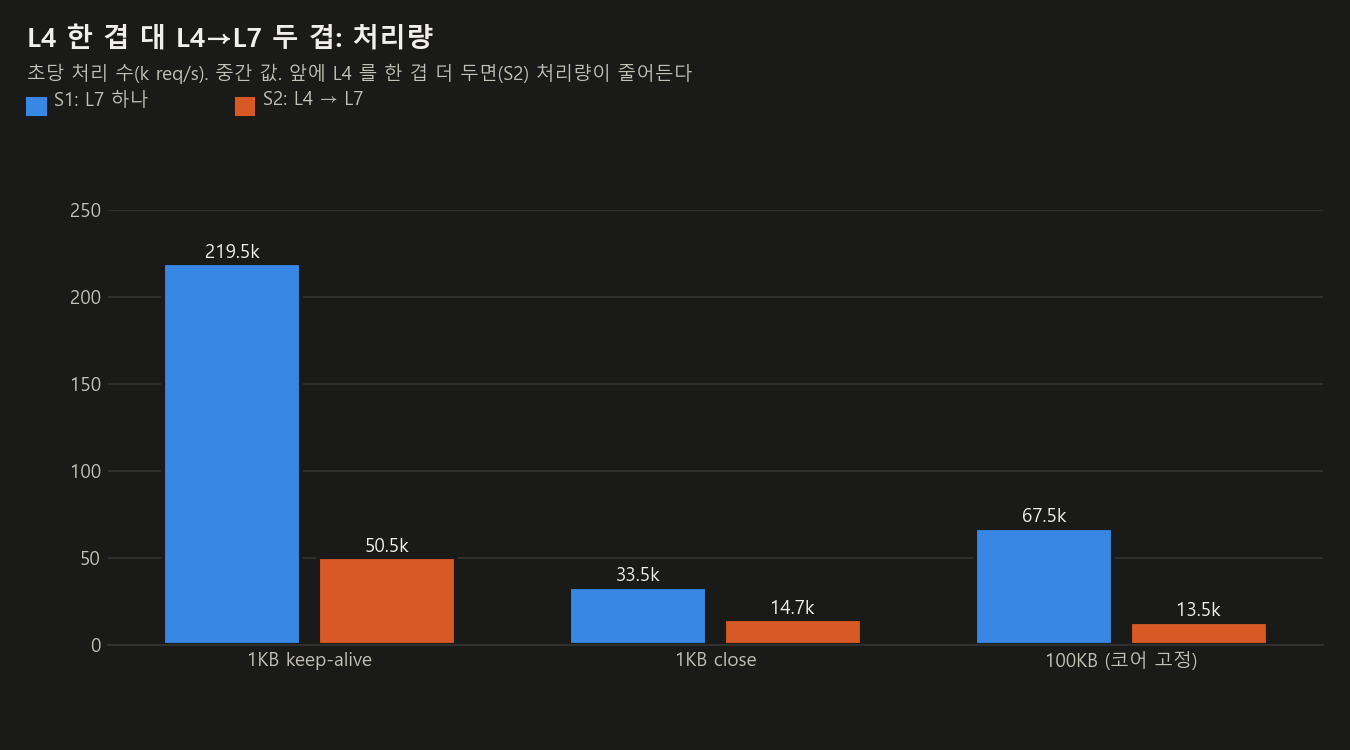 L4 한 겹 대 L4→L7 두 겹: 처리량
초당 처리 수(k req/s). 중간 값. 앞에 L4 를 한 겹 더 두면(S2) 처리량이 줄어든다
S1: L7 하나
S2: L4 → L7
250
219.5k
200
150
100
67.5k
50.5k
50
33.5k
14.7k
13.5k
0
1KB keep-alive
1KB close
100KB (코어 고정)